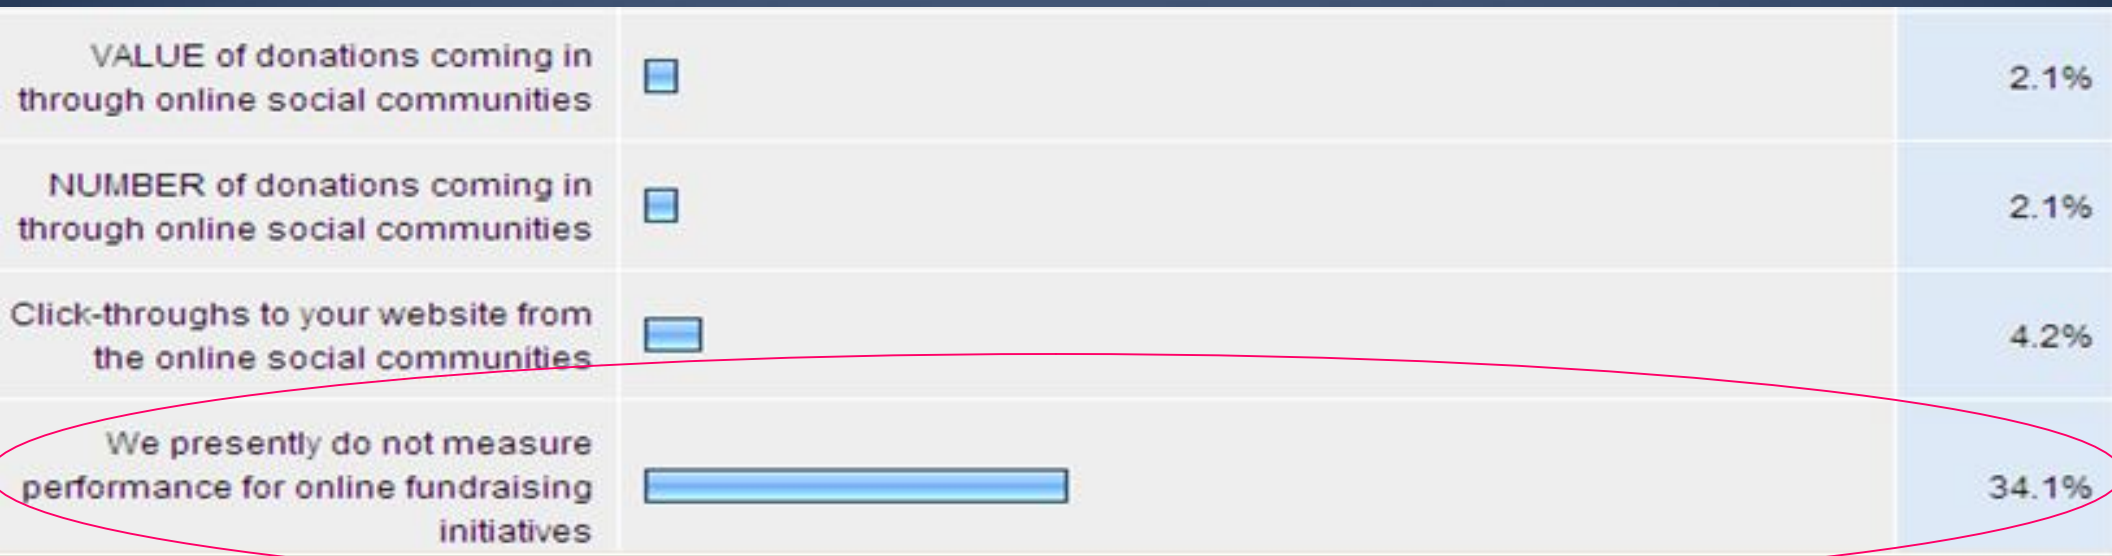 VALUE of donations coming in
through online social communities
2.1%
NUMBER of donations coming in
through online social communities
2.1%
Click-throughs to your website from
the online social communities
4.2%
We presently do not measure
performance for online fundraising
initiatives
34.1%